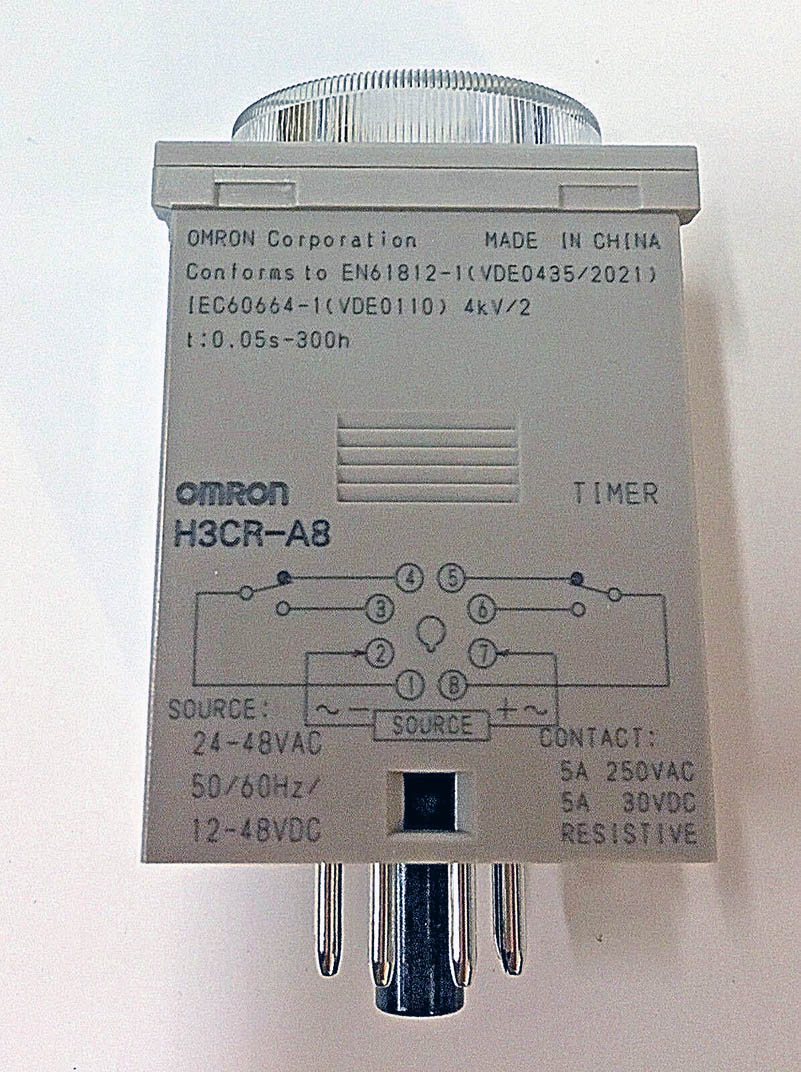 OMRON Corporation MADE IN CHINA
Conforms to EN61812-1(VDE0435/2021)
IEC60664-1(VDE0110) 4kV/2
t:0.05s-300h
OMRON TIMER
H3CR-A8
4 5
3 6
2 7
1 8
SOURCE: ~ - SOURCE + ~ CONTACT:
24-48VAC
50/60Hz/ 5A 250VAC
5A 30VDC
12-48VDC RESISTIVE